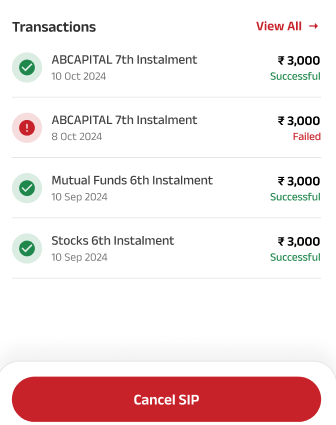 Transactions
View All →
ABCAPITAL 7th Instalment
₹ 3,000
10 Oct 2024
Successful
ABCAPITAL 7th Instalment
₹ 3,000
8 Oct 2024
Failed
Mutual Funds 6th Instalment
₹ 3,000
10 Sep 2024
Successful
Stocks 6th Instalment
₹ 3,000
10 Sep 2024
Successful
Cancel SIP